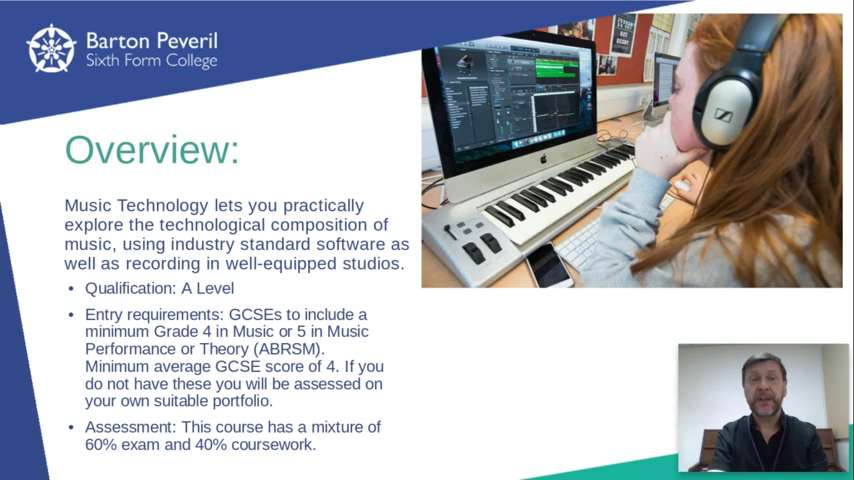 Barton Peveril
Sixth Form College
Overview:
Music Technology lets you practically
explore the technological composition of
music, using industry standard software as
well as recording in well-equipped studios.
• Qualification: A Level
• Entry requirements: GCSEs to include a
minimum Grade 4 in Music or 5 in Music
Performance or Theory (ABRSM).
Minimum average GCSE score of 4. If you
do not have these you will be assessed on
your own suitable portfolio.
• Assessment: This course has a mixture of
60% exam and 40% coursework.